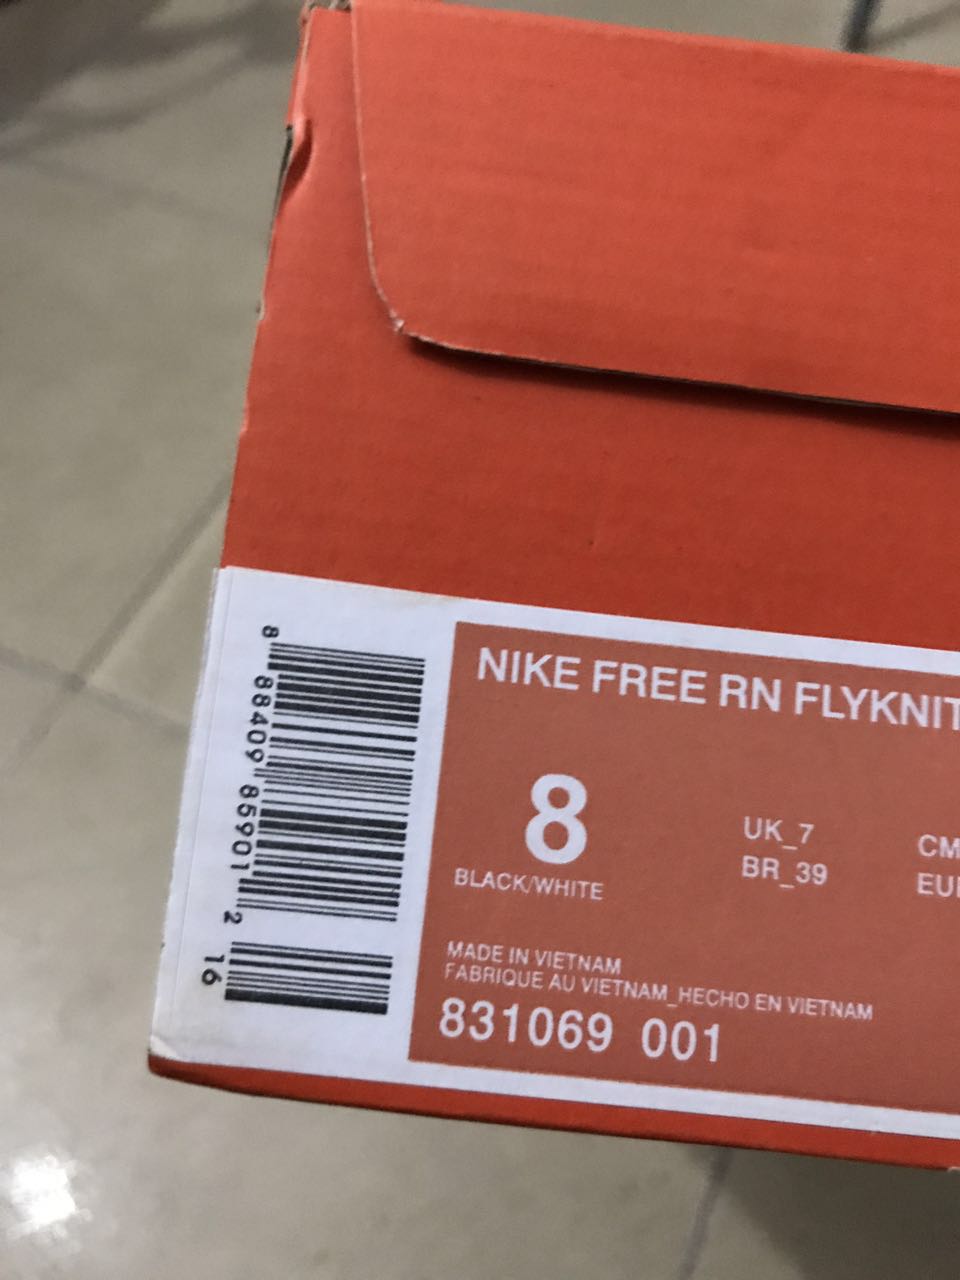 8 88409 85901 2 16
NIKE FREE RN FLYKNIT
8
BLACK/WHITE
UK_7
BR_39
CM
MADE IN VIETNAM
FABRIQUE AU VIETNAM_HECHO EN VIETNAM
831069 001